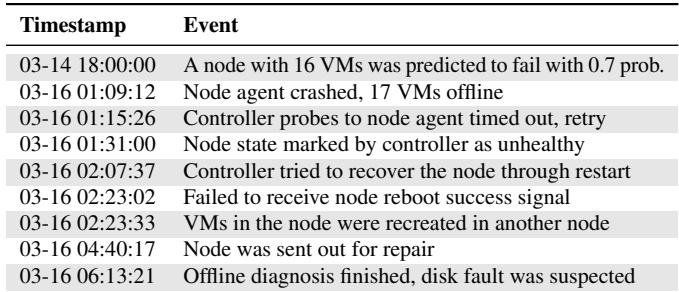 Timestamp Event
03-14 18:00:00 A node with 16 VMs was predicted to fail with 0.7 prob.
03-16 01:09:12 Node agent crashed, 17 VMs offline
03-16 01:15:26 Controller probes to node agent timed out, retry
03-16 01:31:00 Node state marked by controller as unhealthy
03-16 02:07:37 Controller tried to recover the node through restart
03-16 02:23:02 Failed to receive node reboot success signal
03-16 02:23:33 VMs in the node were recreated in another node
03-16 04:40:17 Node was sent out for repair
03-16 06:13:21 Offline diagnosis finished, disk fault was suspected